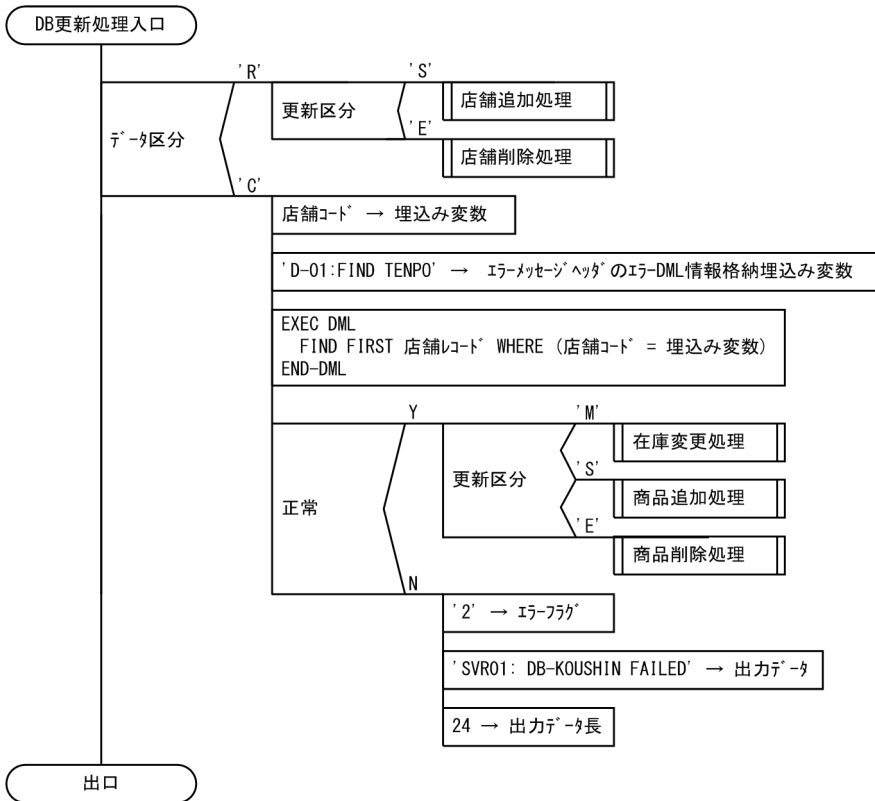 DB更新処理入口
'R'
'S'
更新区分
店舗追加処理
ﾃﾞｰﾀ区分
'E'
店舗削除処理
'C'
店舗ｺｰﾄﾞ → 埋込み変数
'D-01:FIND TENPO' → ｴﾗｰﾒｯｾｰｼﾞﾍｯﾀﾞのｴﾗｰDML情報格納埋込み変数
EXEC DML
FIND FIRST 店舗ﾚｺｰﾄﾞ WHERE (店舗ｺｰﾄﾞ = 埋込み変数)
END-DML
Y
'M'
在庫変更処理
更新区分
'S'
商品追加処理
正常
'E'
商品削除処理
N
'2' → ｴﾗｰﾌﾗｸﾞ
'SVR01: DB-KOUSHIN FAILED' → 出力ﾃﾞｰﾀ
24 → 出力ﾃﾞｰﾀ長
出口